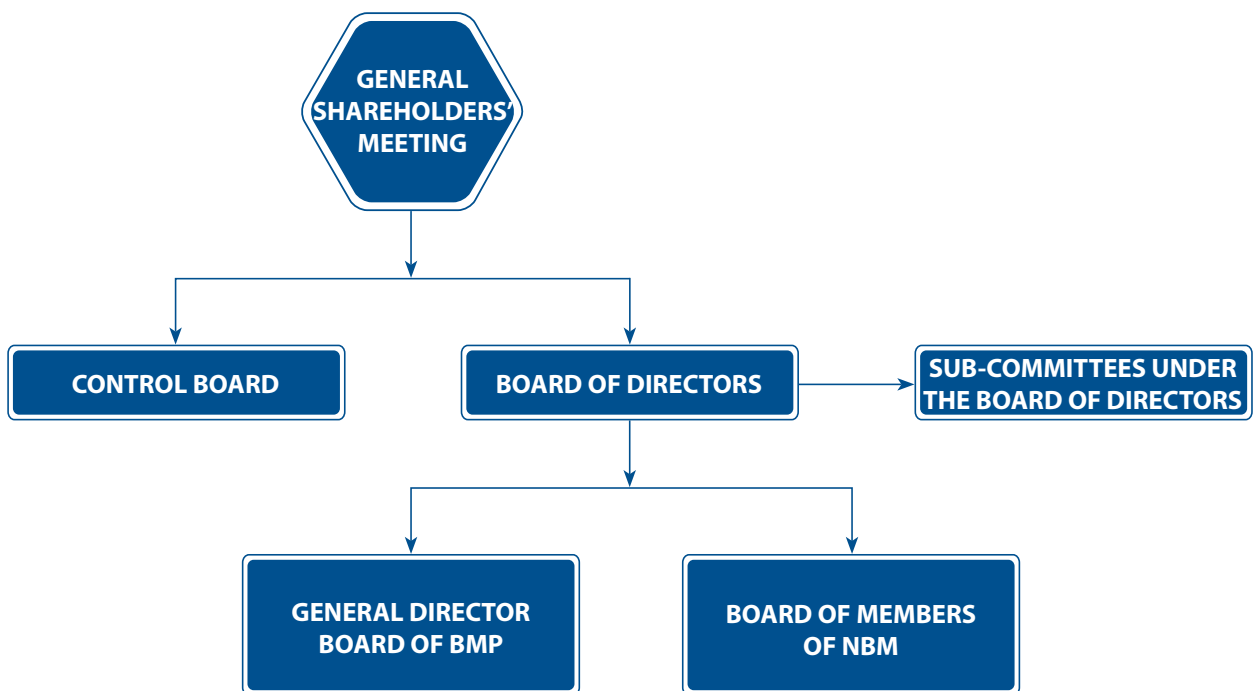 GENERAL
SHAREHOLDERS'
MEETING
CONTROL BOARD
BOARD OF DIRECTORS
SUB-COMMITTEES UNDER
THE BOARD OF DIRECTORS
GENERAL DIRECTOR
BOARD OF BMP
BOARD OF MEMBERS
OF NBM